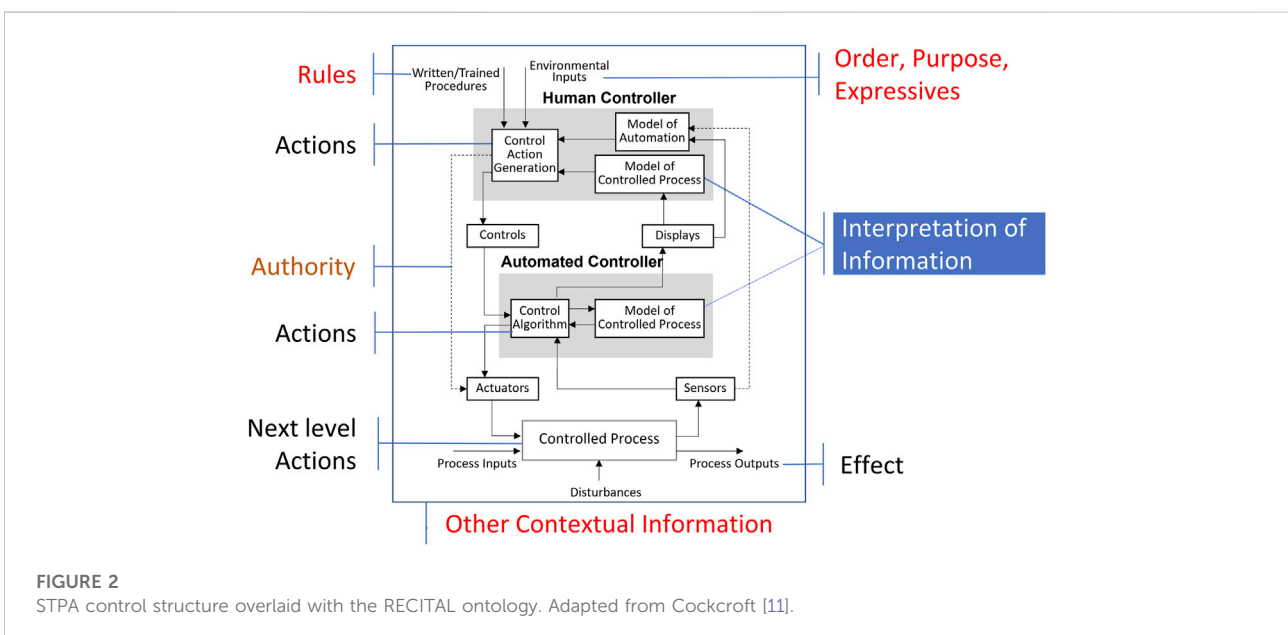 Rules
Written/Trained
Procedures
Environmental
Inputs
Order, Purpose,
Expressives
Human Controller
Actions
Control
Action
Generation
Model of
Automation
Model of
Controlled Process
Controls
Displays
Interpretation of
Information
Authority
Automated Controller
Actions
Control
Algorithm
Model of
Controlled Process
Actuators
Sensors
Next level
Actions
Controlled Process
Process Inputs
Process Outputs
Effect
Disturbances
Other Contextual Information
FIGURE 2
STPA control structure overlaid with the RECITAL ontology. Adapted from Cockcroft [11].